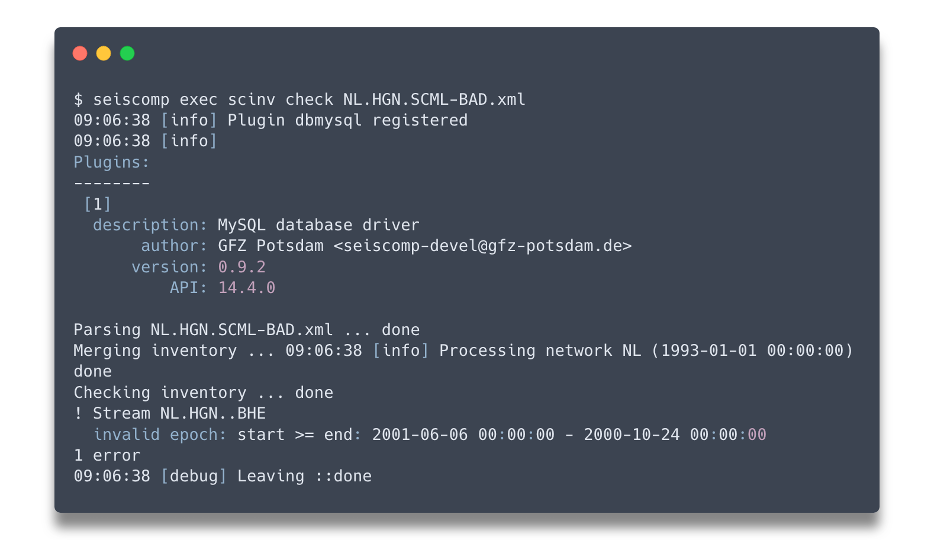 $ seiscomp exec scinv check NL.HGN.SCML-BAD.xml
09:06:38 [info] Plugin dbmysql registered
09:06:38 [info]
Plugins:
--------
[1]
description: MySQL database driver
author: GFZ Potsdam <seiscomp-devel@gfz-potsdam.de>
version: 0.9.2
API: 14.4.0
Parsing NL.HGN.SCML-BAD.xml ... done
Merging inventory ... 09:06:38 [info] Processing network NL (1993-01-01 00:00:00)
done
Checking inventory ... done
! Stream NL.HGN..BHE
invalid epoch: start >= end: 2001-06-06 00:00:00 - 2000-10-24 00:00:00
1 error
09:06:38 [debug] Leaving ::done